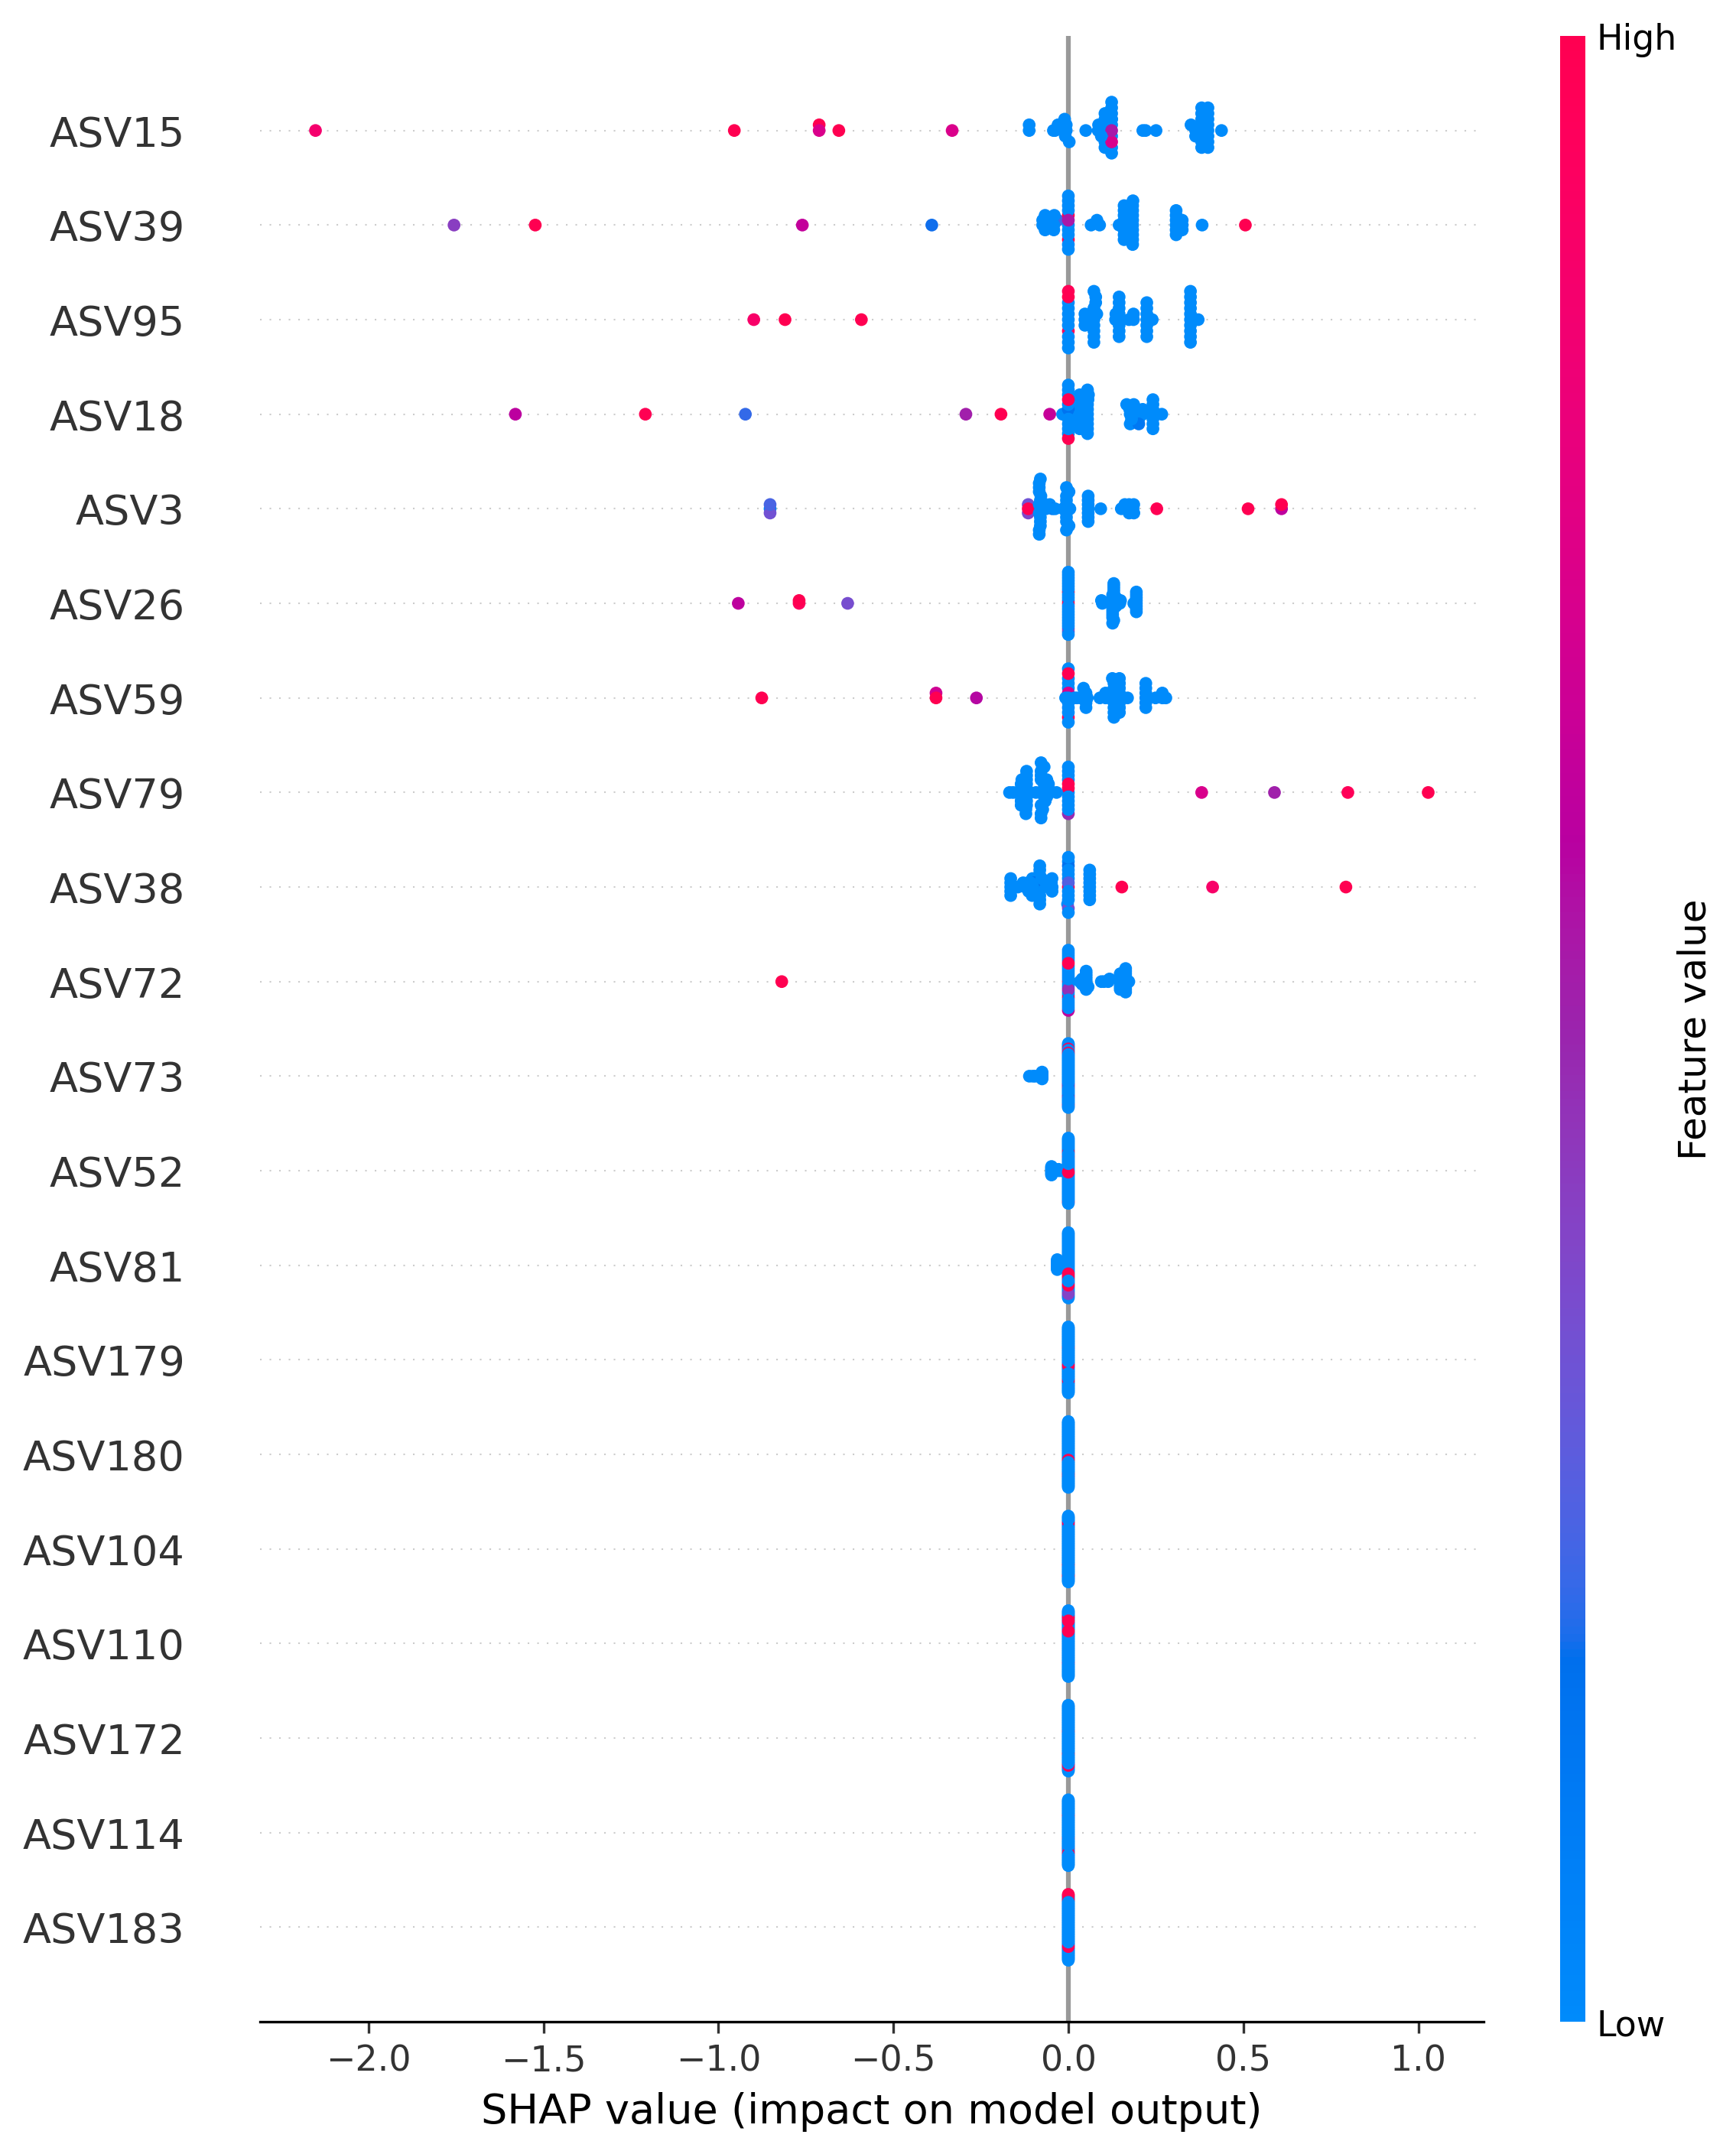 High
ASV15
ASV39
ASV95
ASV18
ASV3
ASV26
ASV59
ASV79
ASV38
ASV72
ASV73
ASV52
ASV81
ASV179
ASV180
ASV104
ASV110
ASV172
ASV114
ASV183
Feature value
Low
−2.0 −1.5 −1.0 −0.5 0.0 0.5 1.0
SHAP value (impact on model output)